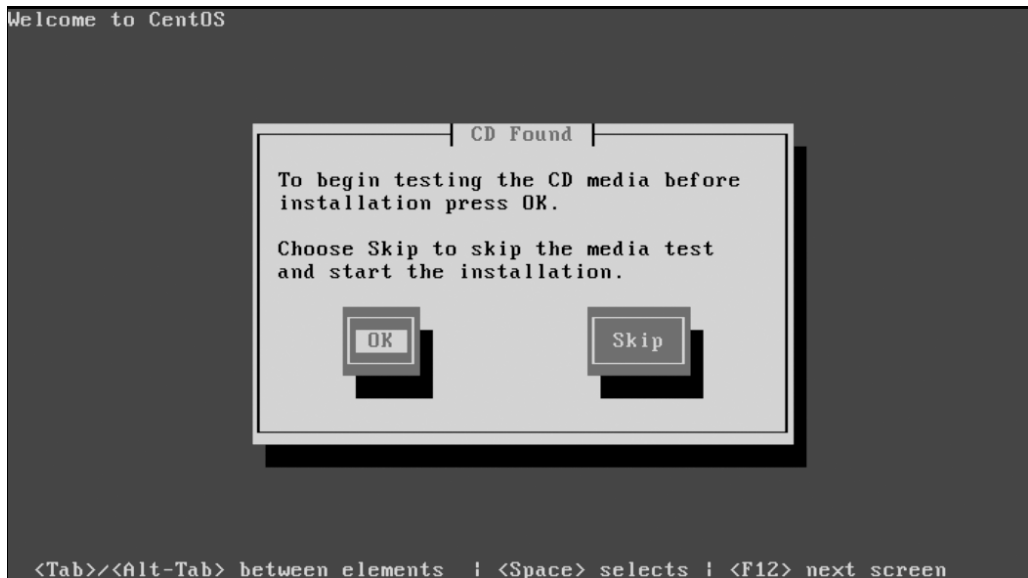 Welcome to CentOS
CD Found
To begin testing the CD media before
installation press OK.
Choose Skip to skip the media test
and start the installation.
OK
Skip
<Tab>/<Alt-Tab> between elements | <Space> selects | <F12> next screen